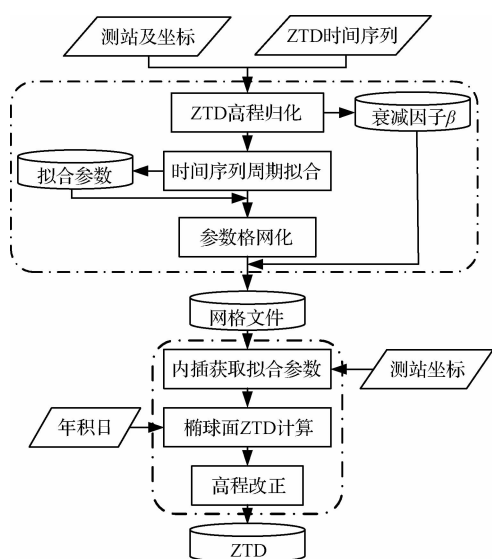 测站及坐标
ZTD时间序列
ZTD高程归化
衰减因子β
拟合参数
时间序列周期拟合
参数格网化
网格文件
内插获取拟合参数
测站坐标
年积日
椭球面ZTD计算
高程改正
ZTD